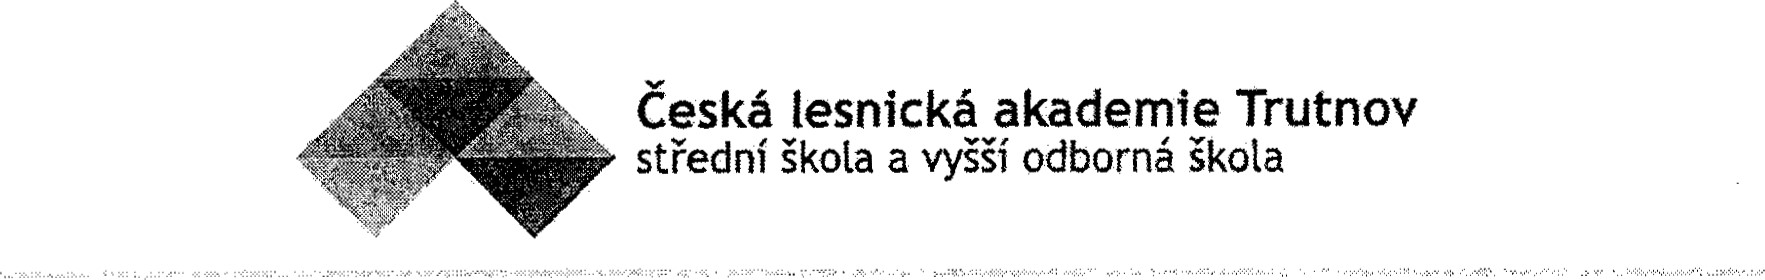 Česká lesnická akademie Trutnov
střední škola a vyšší odborná škola